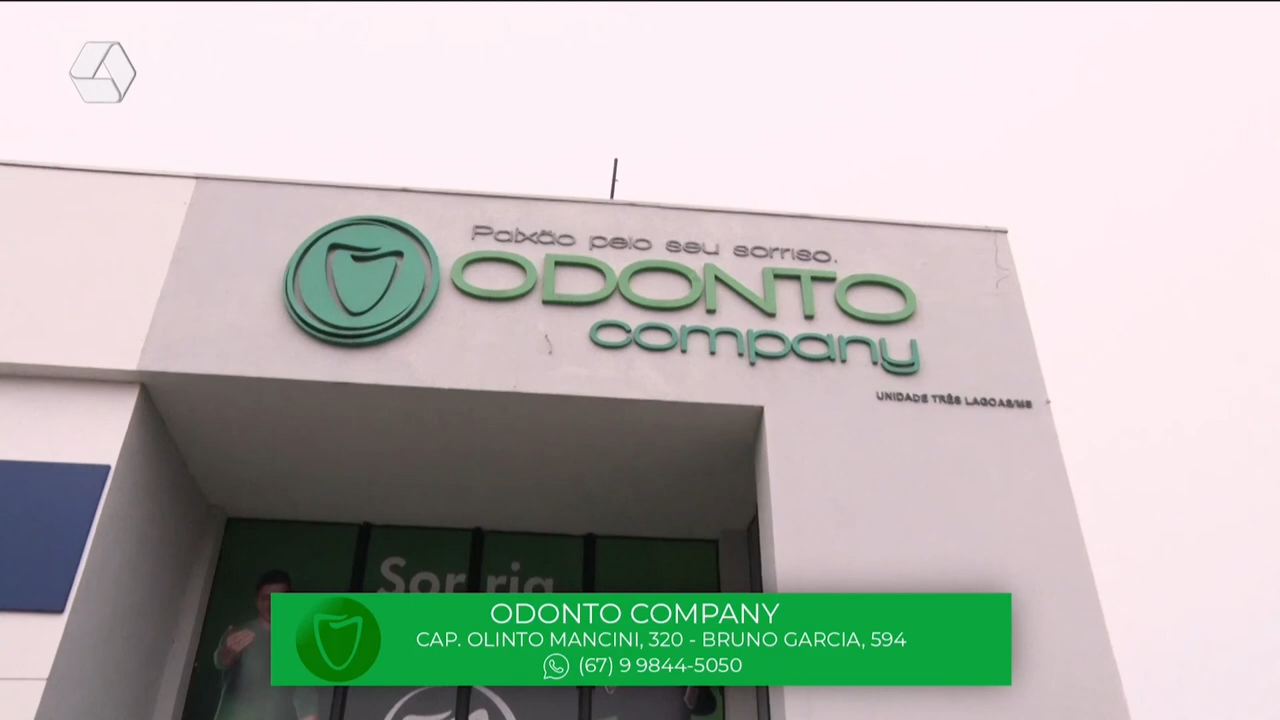 Paixão pelo seu sorriso.
ODONTO
company
UNIDADE TRÊS LAGOAS/MS
Sorria
ODONTO COMPANY
CAP. OLINTO MANCINI, 320 - BRUNO GARCIA, 594
(67) 9 9844-5050